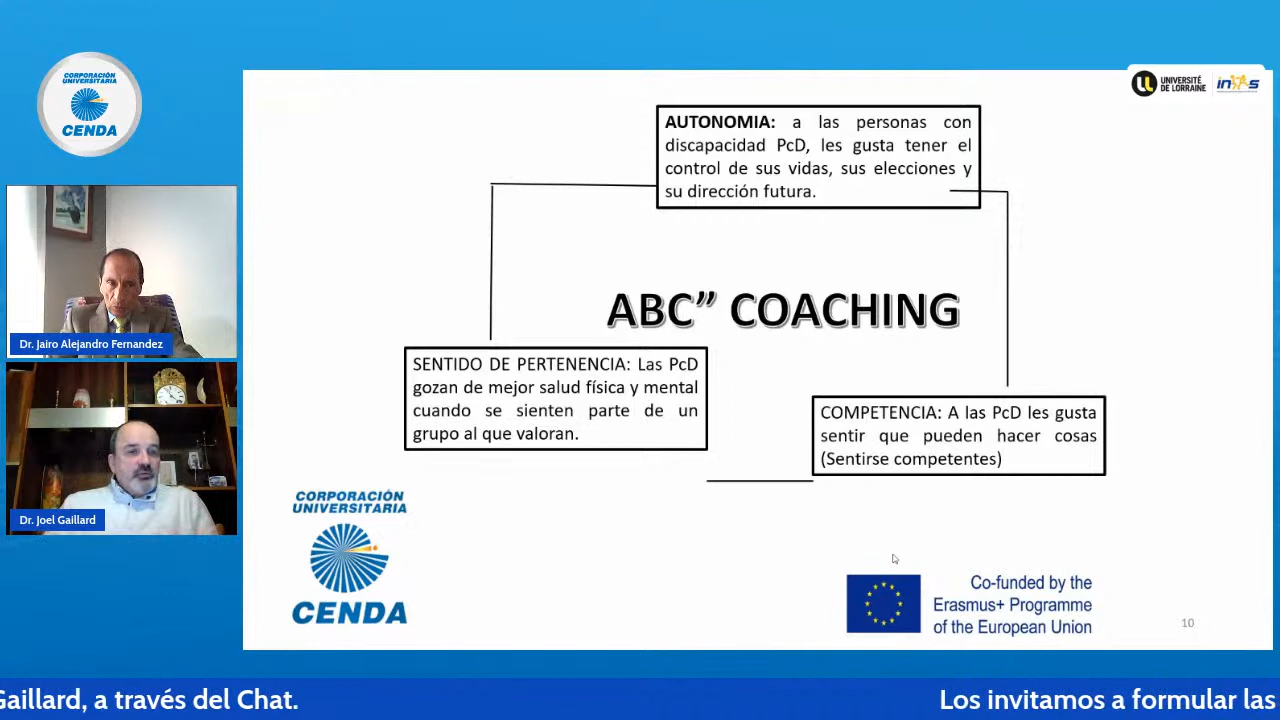 CORPORACIÓN
UNIVERSITARIA
CENDA
Dr. Jairo Alejandro Fernandez
Dr. Joel Gaillard
UL UNIVERSITÉ
DE LORRAINE
AUTONOMIA: a las personas con
discapacidad PcD, les gusta tener el
control de sus vidas, sus elecciones y
su dirección futura.
ABC” COACHING
SENTIDO DE PERTENENCIA: Las PcD
gozan de mejor salud física y mental
cuando se sienten parte de un
grupo al que valoran.
COMPETENCIA: A las PcD les gusta
sentir que pueden hacer cosas
(Sentirse competentes)
CORPORACIÓN
UNIVERSITARIA
CENDA
Co-funded by the
Erasmus+ Programme
of the European Union
10
Gaillard, a través del Chat.
Los invitamos a formular las